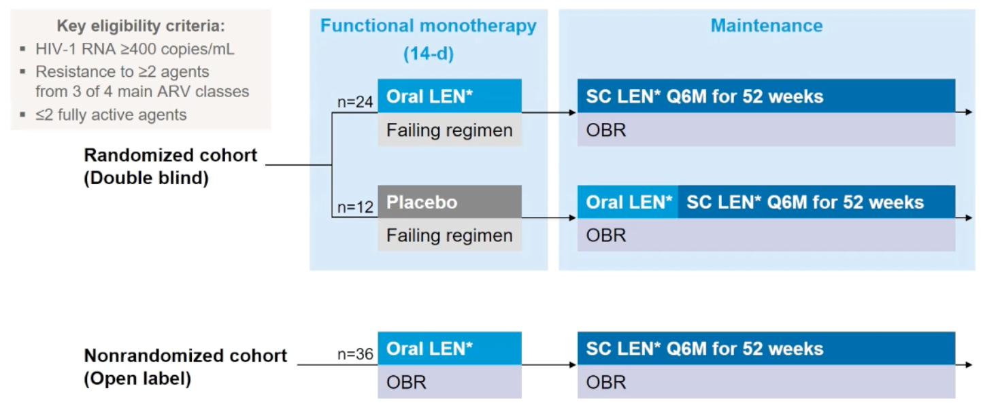 Key eligibility criteria:
▪ HIV-1 RNA ≥400 copies/mL
▪ Resistance to ≥2 agents
from 3 of 4 main ARV classes
▪ ≤2 fully active agents
Functional monotherapy
(14-d)
Maintenance
Randomized cohort
(Double blind)
n=24
Oral LEN*
Failing regimen
SC LEN* Q6M for 52 weeks
OBR
n=12
Placebo
Failing regimen
Oral LEN* SC LEN* Q6M for 52 weeks
OBR
Nonrandomized cohort
(Open label)
n=36
Oral LEN*
OBR
SC LEN* Q6M for 52 weeks
OBR